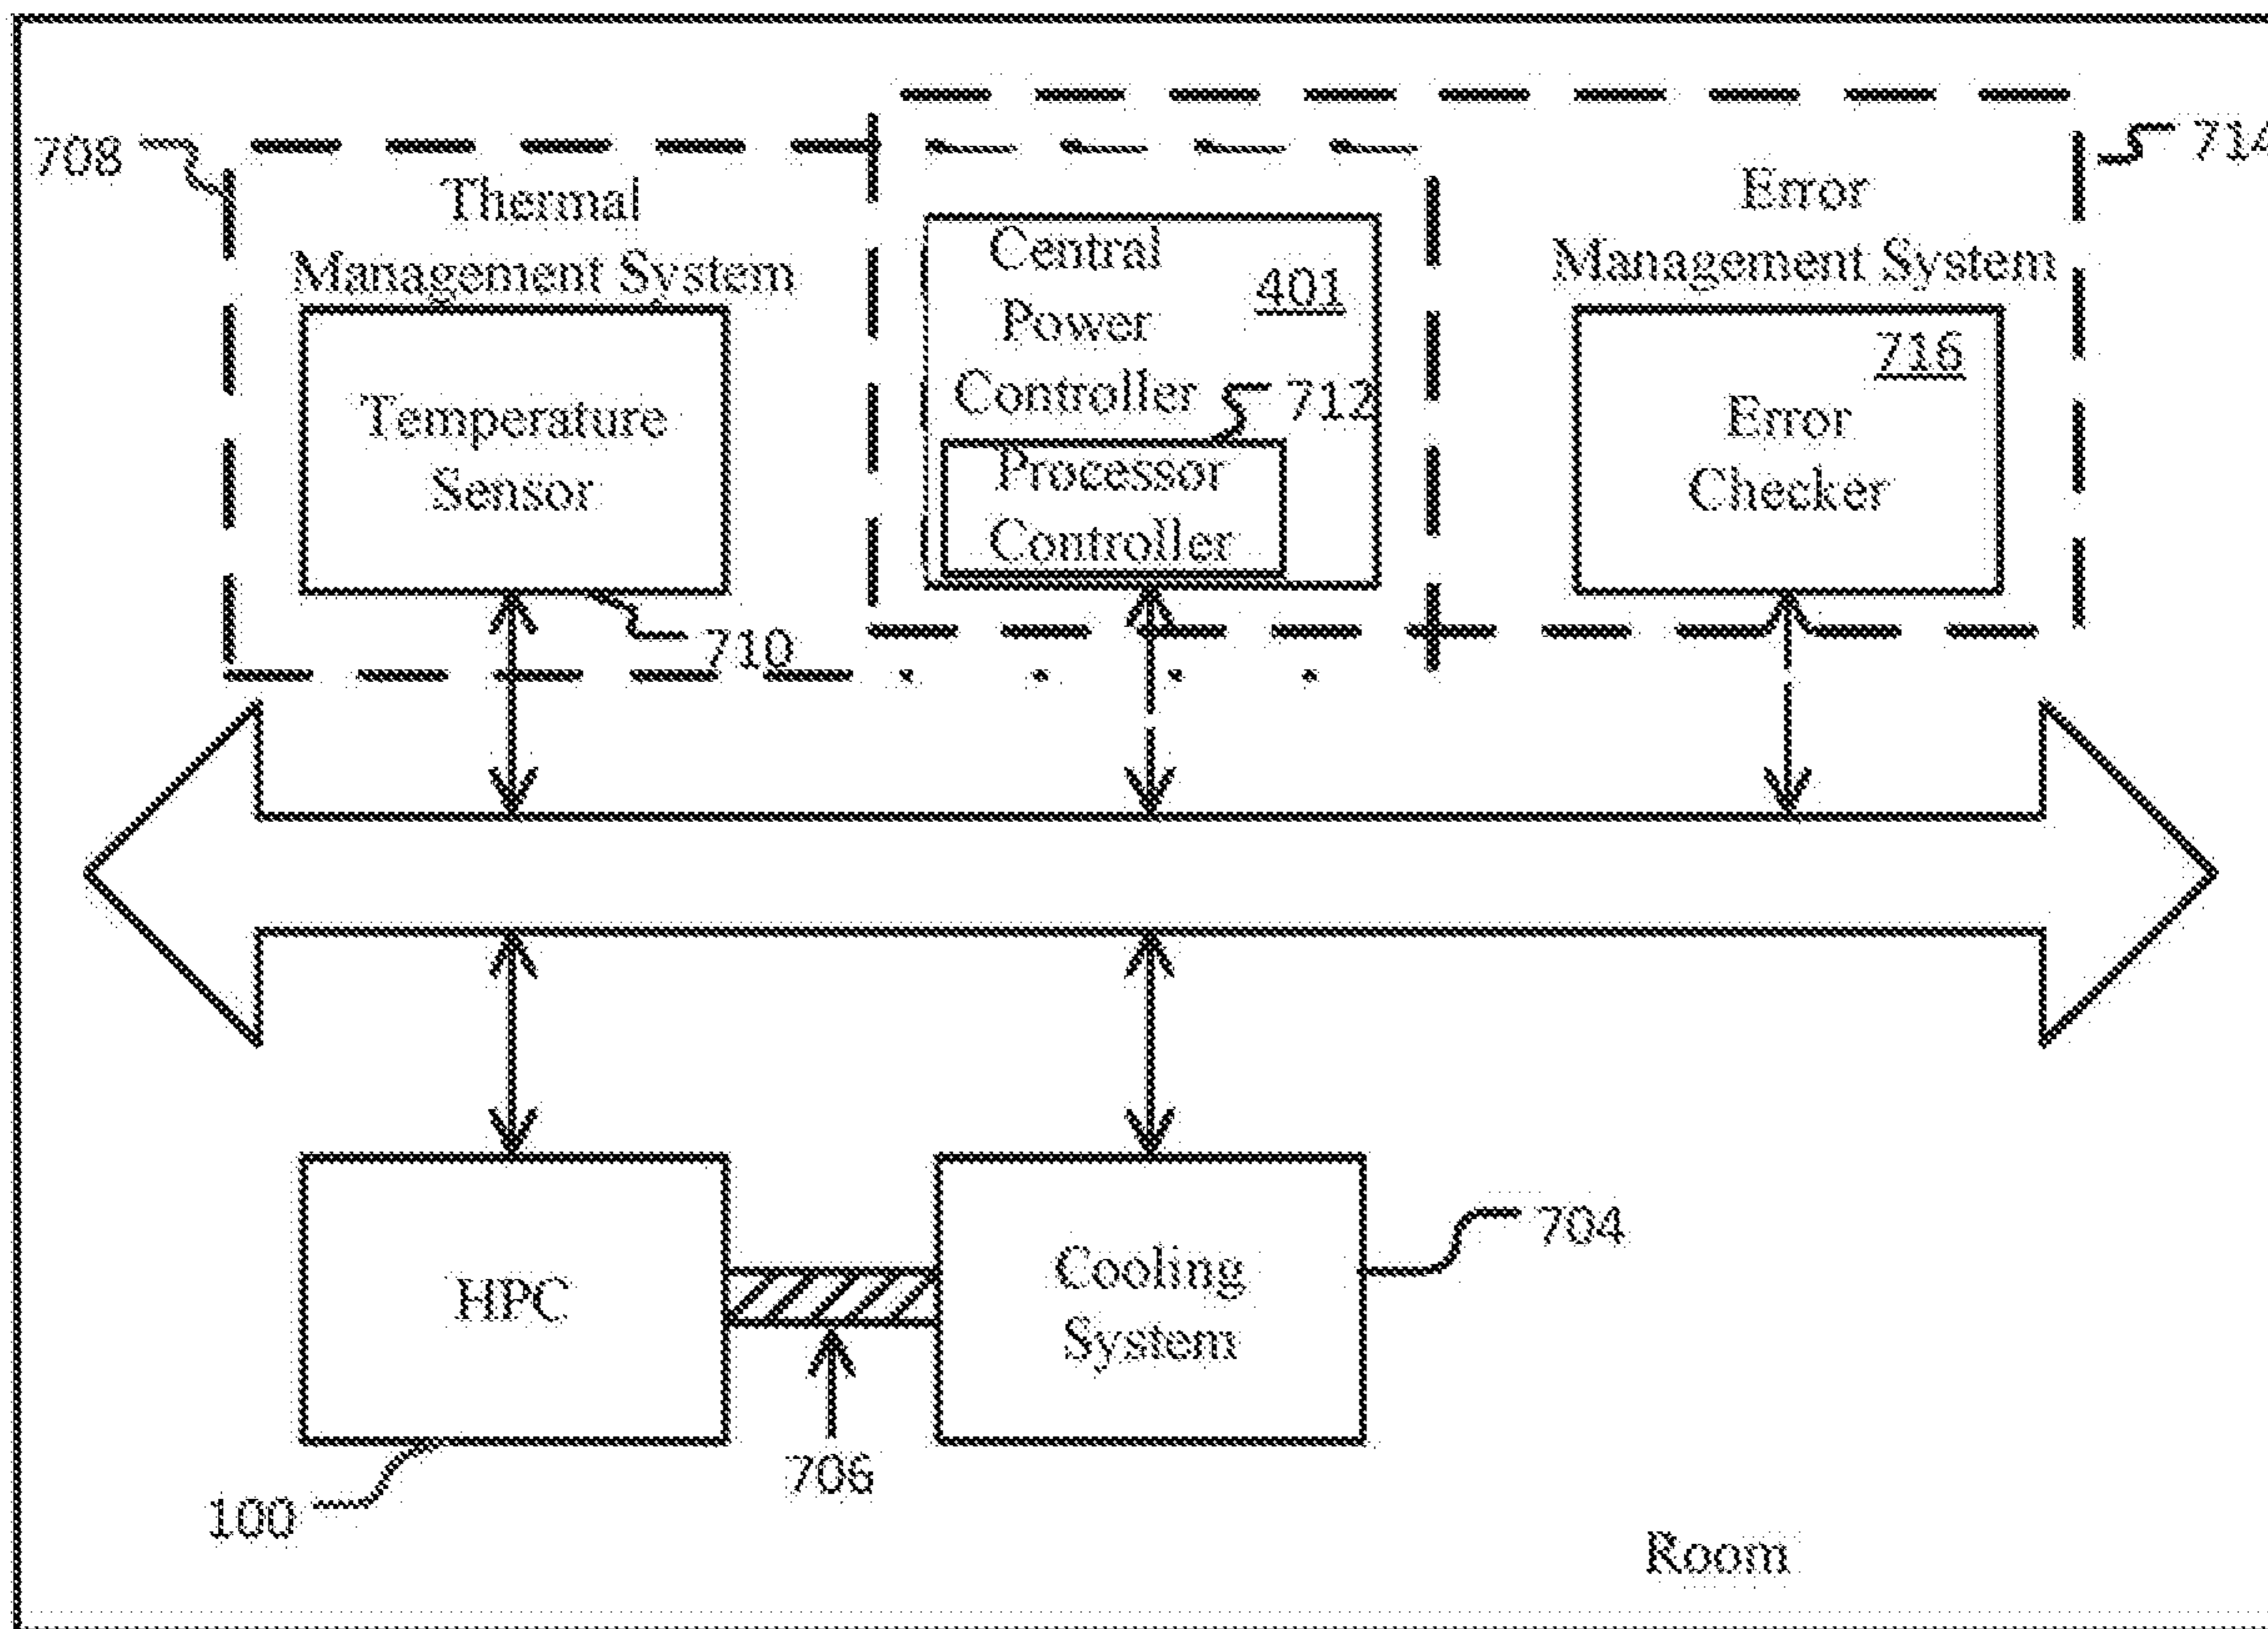 708
714
Thermal
Management System
Central
Power
Controller
401
712
Processor
Controller
Error
Management System
716
Error
Checker
Temperature
Sensor
710
HPC
100
706
Cooling
System
704
Room